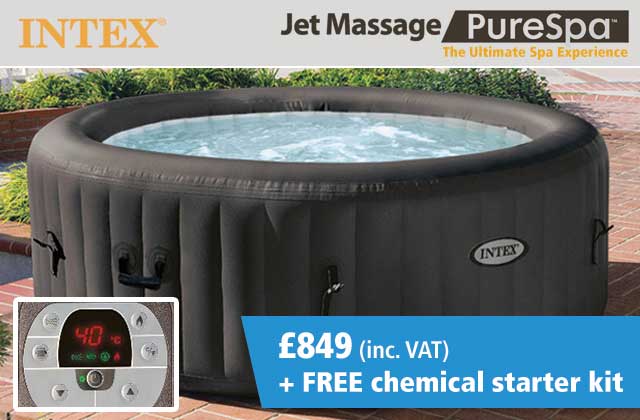 INTEX®
Jet Massage PureSpa™
The Ultimate Spa Experience
INTEX
40 °C
£849 (inc. VAT)
+ FREE chemical starter kit